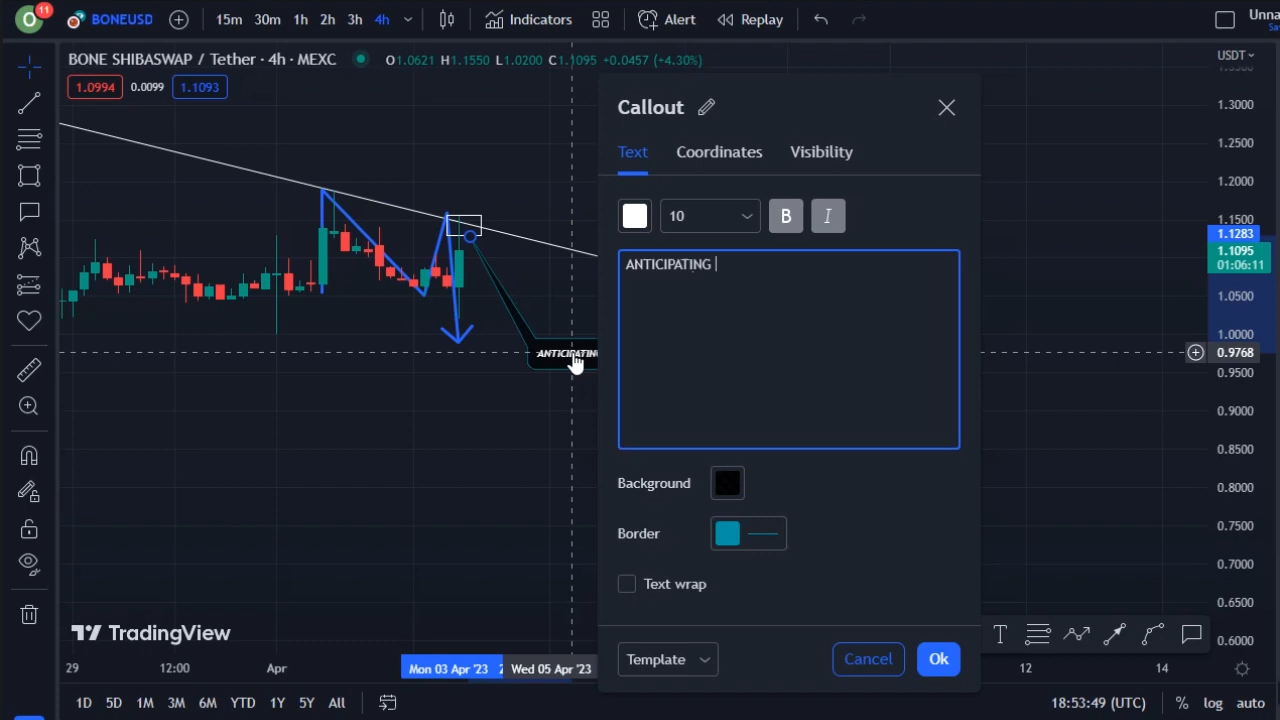 O 11 BONEUSD 15m 30m 1h 2h 3h 4h Indicators Alert Replay
BONE SHIBASWAP / Tether · 4h · MEXC O1.0621 H1.1550 L1.0200 C1.1095 +0.0457 (+4.30%) USDT
1.0994 0.0099 1.1093
Callout
Text Coordinates Visibility
10 B I
ANTICIPATING
ANTICIPATING
Background
Border
Text wrap
Template Cancel Ok
1.3000
1.2500
1.2000
1.1500
1.1283
1.1095
01:06:11
1.0500
1.0000
0.9768
0.9500
0.9000
0.8500
0.8000
0.7500
0.7000
0.6500
0.6000
TradingView
29 12:00 Apr Mon 03 Apr '23 Wed 05 Apr '23 12 14
1D 5D 1M 3M 6M YTD 1Y 5Y All 18:53:49 (UTC) % log auto